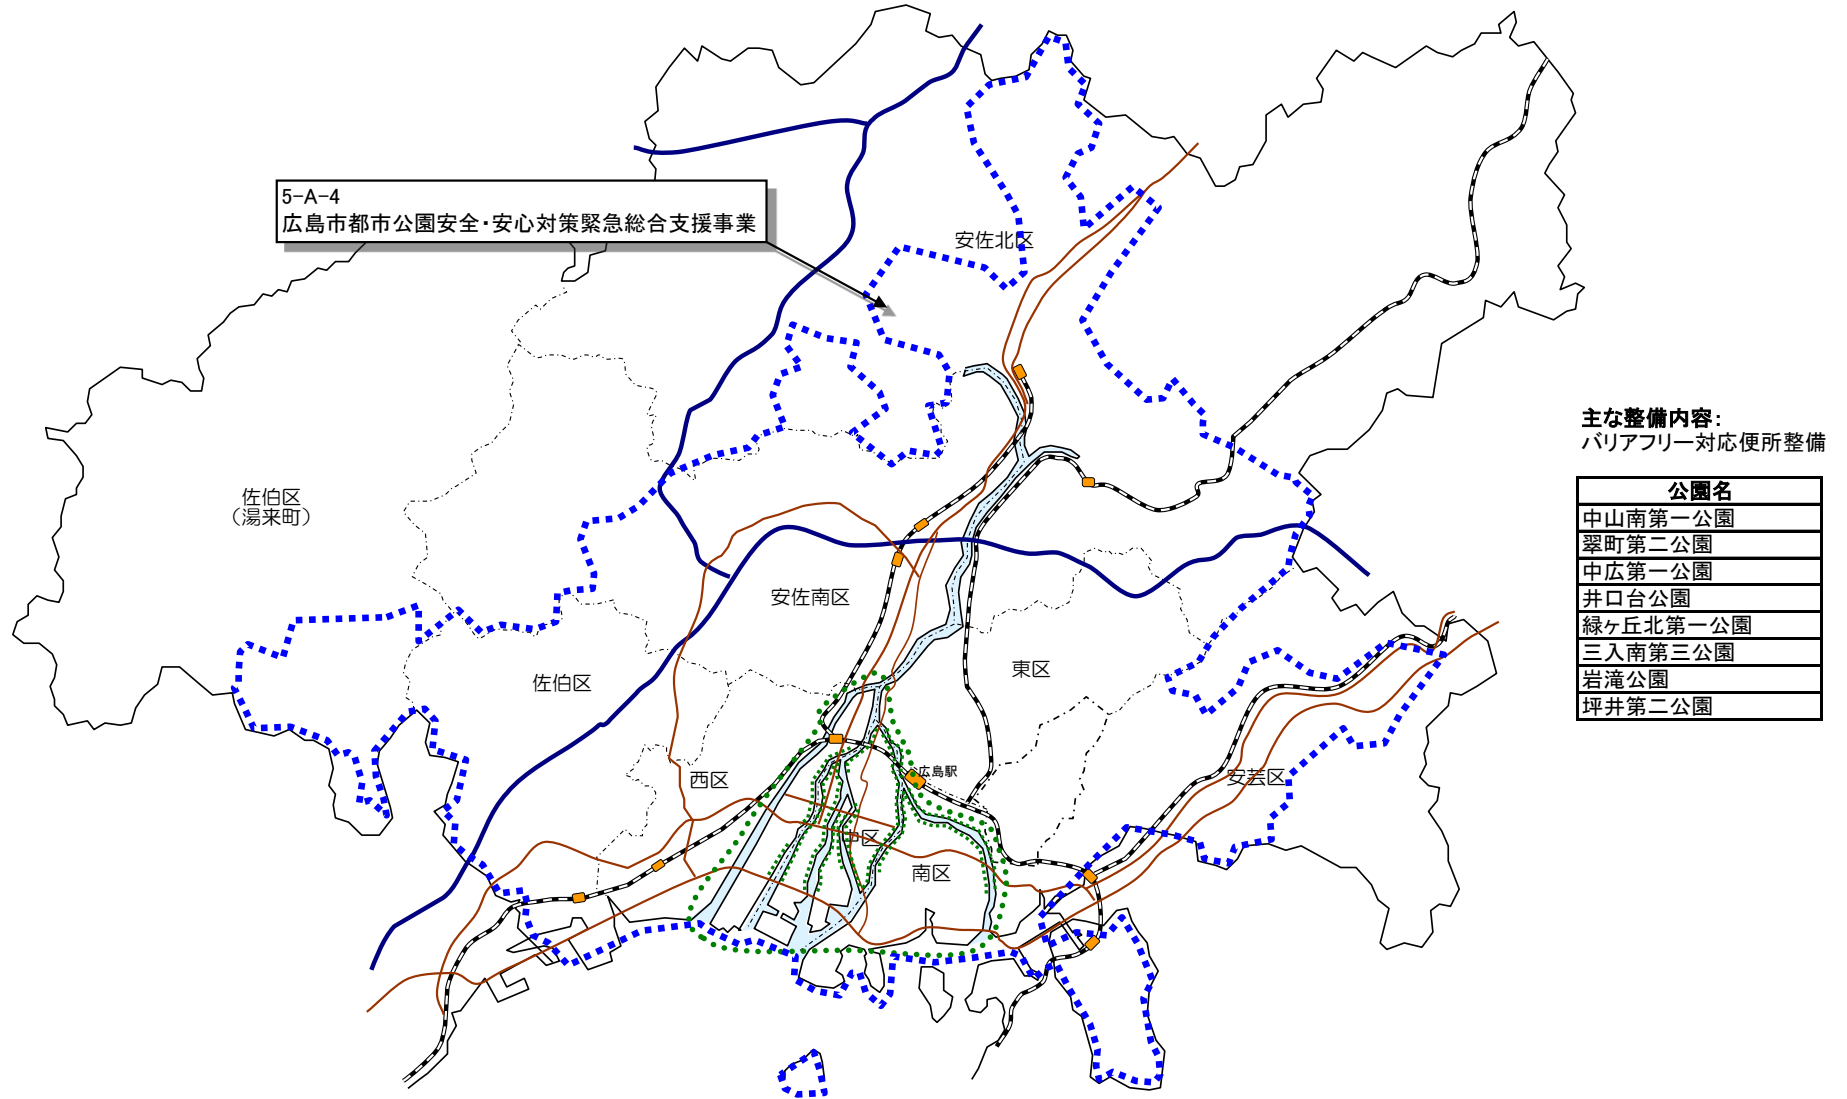 5-A-4
広島市都市公園安全・安心対策緊急総合支援事業
安佐北区
佐伯区
（湯来町）
安佐南区
佐伯区
東区
西区
広島駅
安芸区
中区
南区
主な整備内容：
バリアフリー対応便所整備
公園名
中山南第一公園
翠町第二公園
中広第一公園
井口台公園
緑ヶ丘北第一公園
三入南第三公園
岩滝公園
坪井第二公園